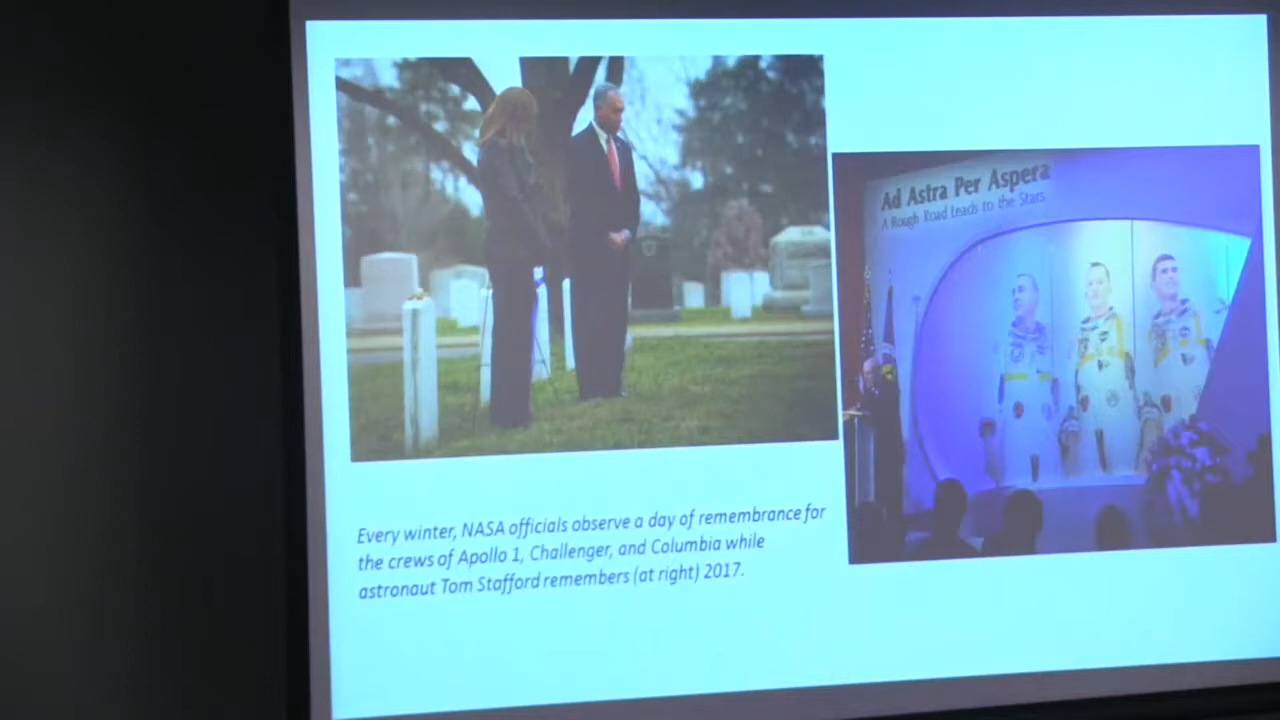 Ad Astra Per Aspera
A Rough Road Leads to the Stars
Every winter, NASA officials observe a day of remembrance for
the crews of Apollo 1, Challenger, and Columbia while
astronaut Tom Stafford remembers (at right) 2017.